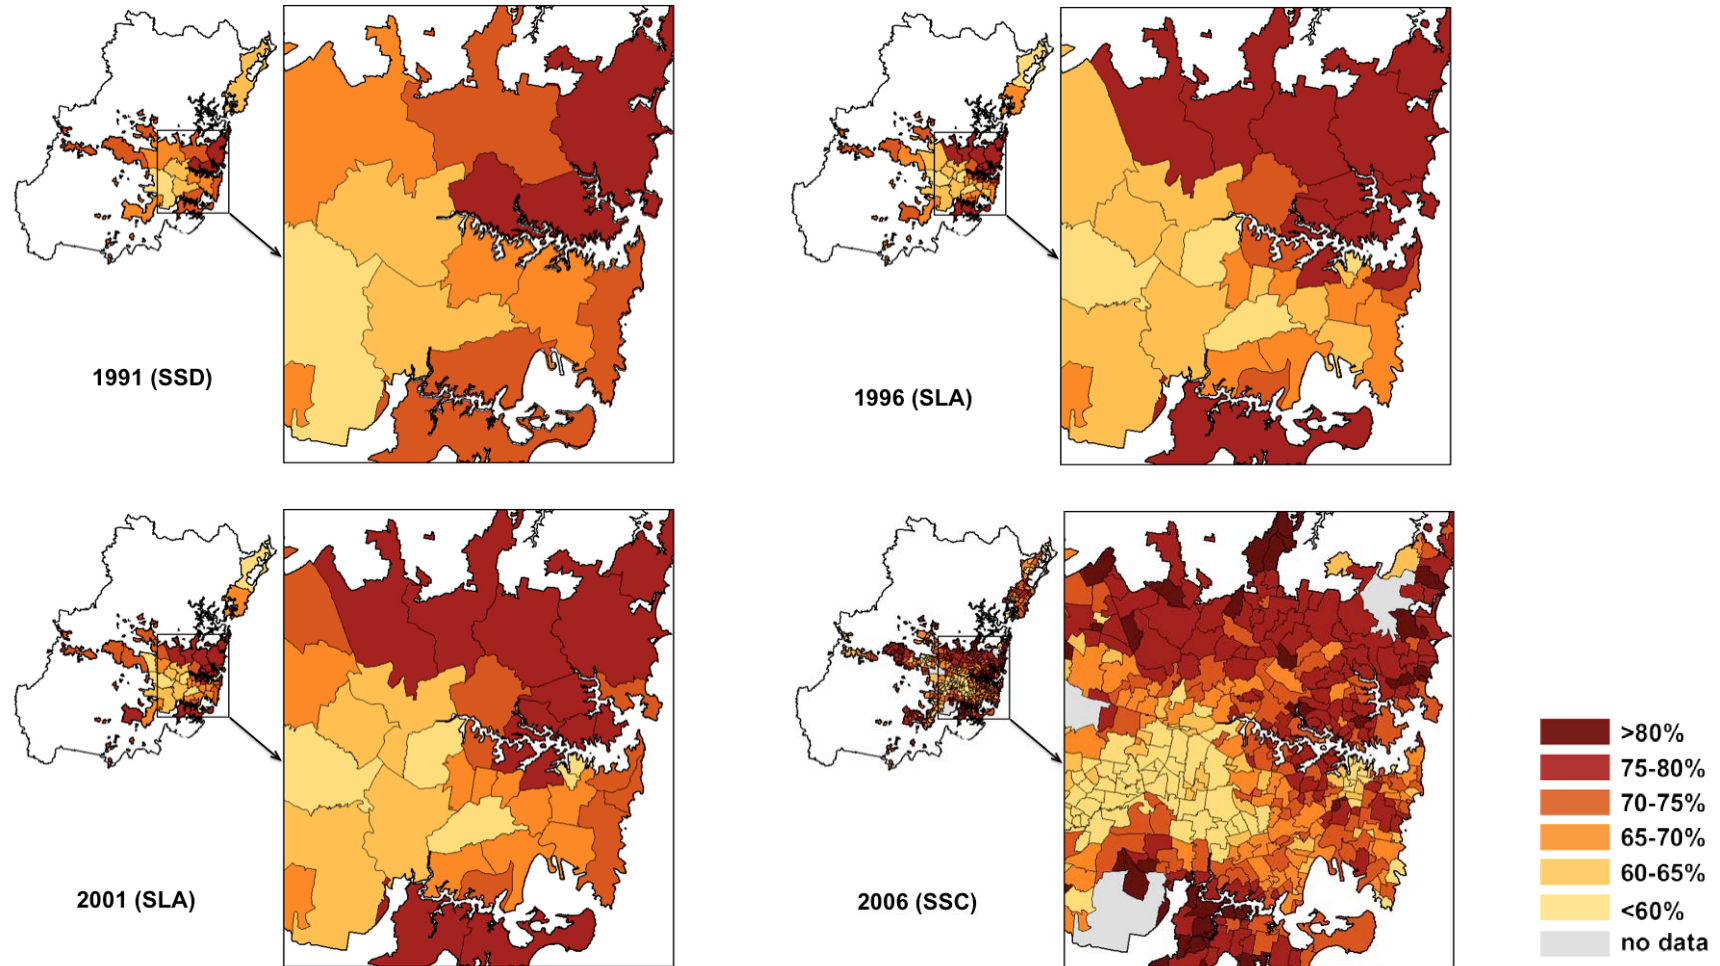 1991 (SSD)
1996 (SLA)
2001 (SLA)
2006 (SSC)
>80%
75-80%
70-75%
65-70%
60-65%
<60%
no data